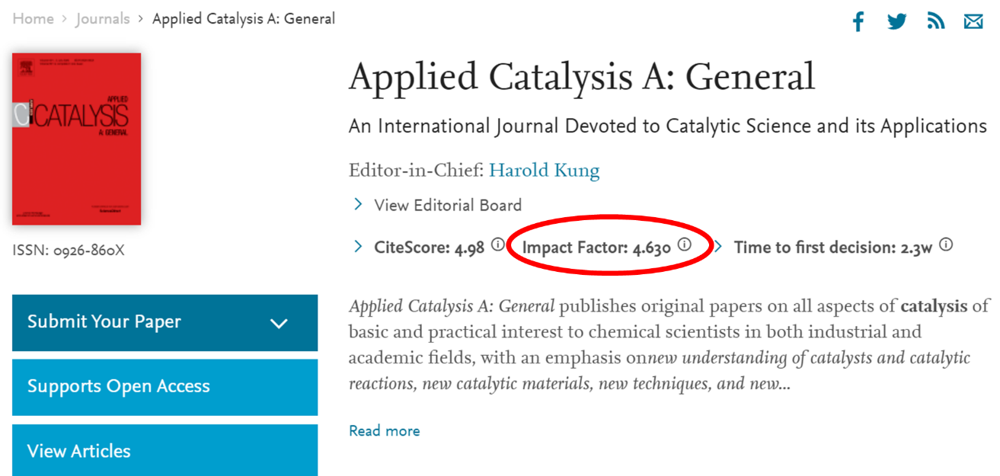 Home > Journals > Applied Catalysis A: General
APPLIED
CATALYSIS
A: GENERAL
ISSN: 0926-860X
Submit Your Paper
Supports Open Access
View Articles
Applied Catalysis A: General
An International Journal Devoted to Catalytic Science and its Applications
Editor-in-Chief: Harold Kung
> View Editorial Board
> CiteScore: 4.98 Impact Factor: 4.630 > Time to first decision: 2.3w
Applied Catalysis A: General publishes original papers on all aspects of catalysis of
basic and practical interest to chemical scientists in both industrial and
academic fields, with an emphasis onnew understanding of catalysts and catalytic
reactions, new catalytic materials, new techniques, and new...
Read more